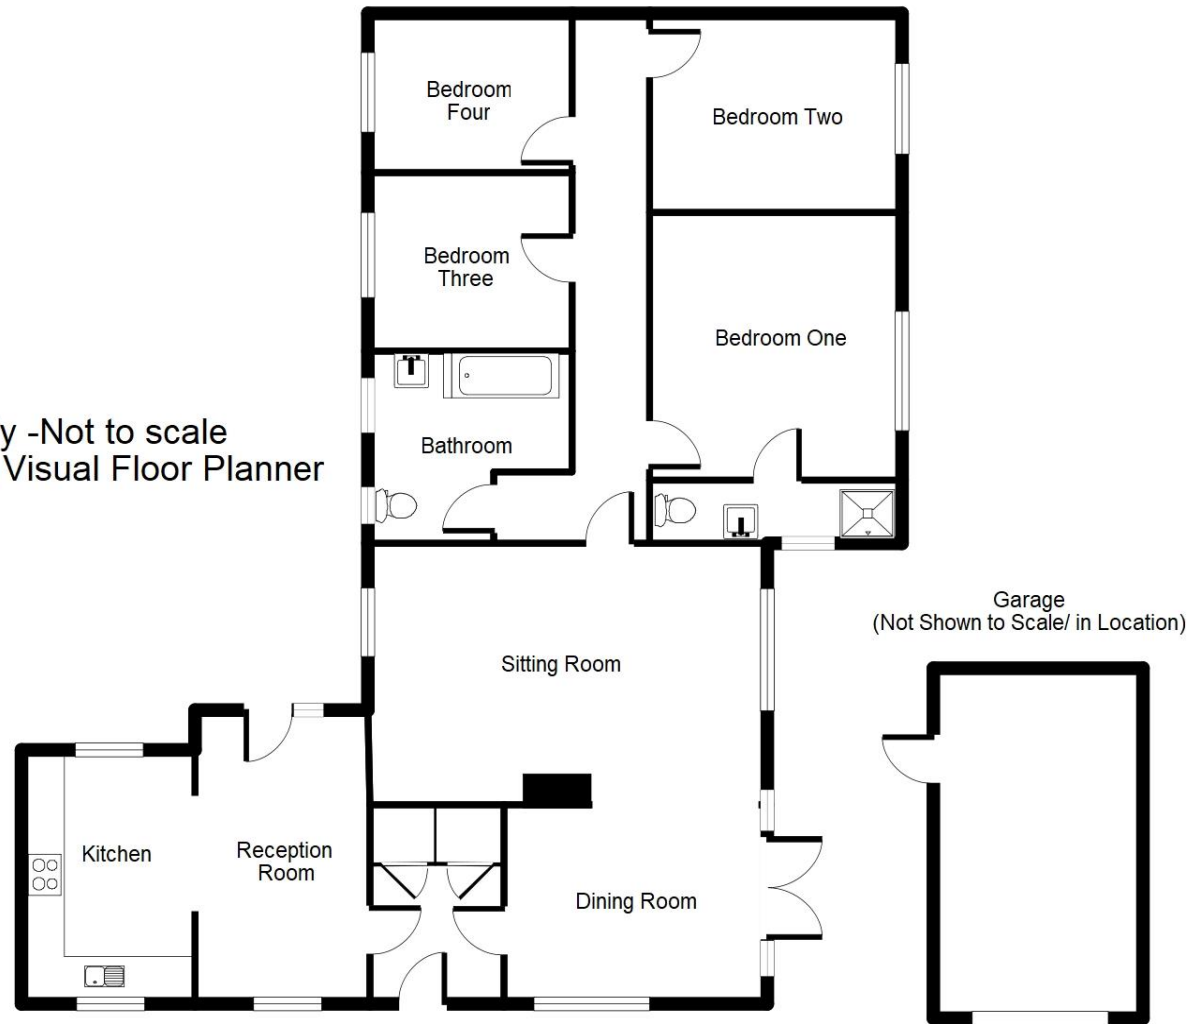 Bedroom
Four
Bedroom Two
Bedroom
Three
Bedroom One
y -Not to scale
Visual Floor Planner
Bathroom
Garage
(Not Shown to Scale/ in Location)
Sitting Room
Kitchen
Reception
Room
Dining Room